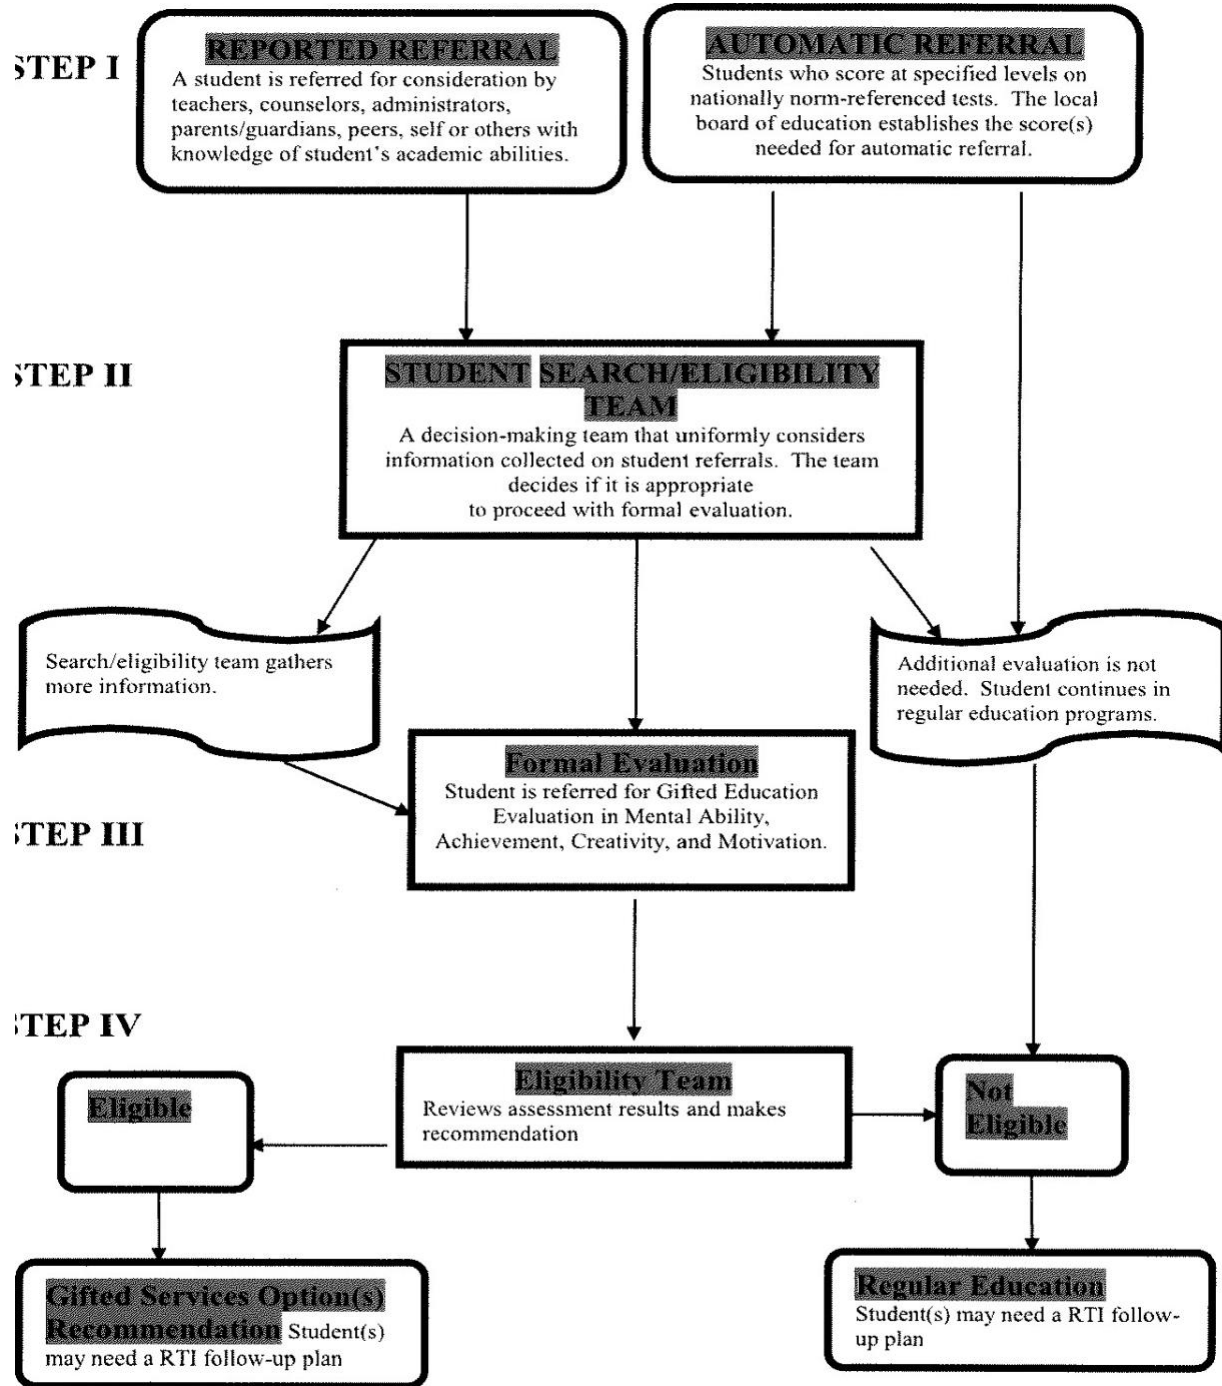 STEP I
REPORTED REFERRAL
A student is referred for consideration by
teachers, counselors, administrators,
parents/guardians, peers, self or others with
knowledge of student's academic abilities.
AUTOMATIC REFERRAL
Students who score at specified levels on
nationally norm-referenced tests. The local
board of education establishes the score(s)
needed for automatic referral.
STEP II
STUDENT SEARCH/ELIGIBILITY
TEAM
A decision-making team that uniformly considers
information collected on student referrals. The team
decides if it is appropriate
to proceed with formal evaluation.
Search/eligibility team gathers
more information.
Additional evaluation is not
needed. Student continues in
regular education programs.
STEP III
Formal Evaluation
Student is referred for Gifted Education
Evaluation in Mental Ability,
Achievement, Creativity, and Motivation.
STEP IV
Eligible
Eligibility Team
Reviews assessment results and makes
recommendation
Not
Eligible
Gifted Services Option(s)
Recommendation Student(s)
may need a RTI follow-up plan
Regular Education
Student(s) may need a RTI follow-
up plan